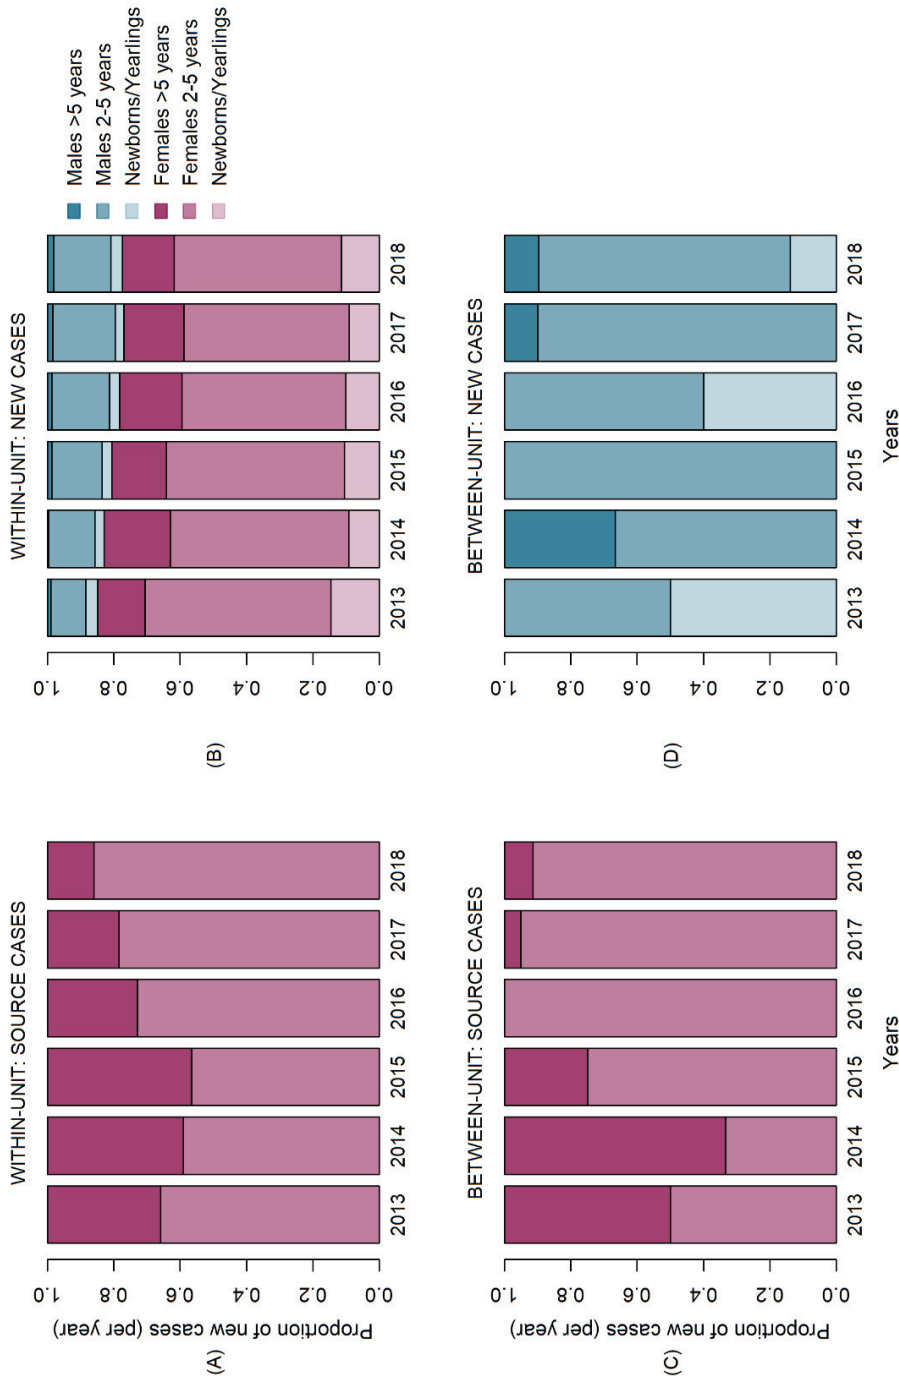 (A)
WITHIN-UNIT: SOURCE CASES
Proportion of new cases (per year)
0.0 0.2 0.4 0.6 0.8 1.0
2013 2014 2015 2016 2017 2018
(B)
WITHIN-UNIT: NEW CASES
0.0 0.2 0.4 0.6 0.8 1.0
2013 2014 2015 2016 2017 2018
Males >5 years
Males 2-5 years
Newborns/Yearlings
Females >5 years
Females 2-5 years
Newborns/Yearlings
(C)
BETWEEN-UNIT: SOURCE CASES
Proportion of new cases (per year)
0.0 0.2 0.4 0.6 0.8 1.0
2013 2014 2015 2016 2017 2018
Years
(D)
BETWEEN-UNIT: NEW CASES
0.0 0.2 0.4 0.6 0.8 1.0
2013 2014 2015 2016 2017 2018
Years